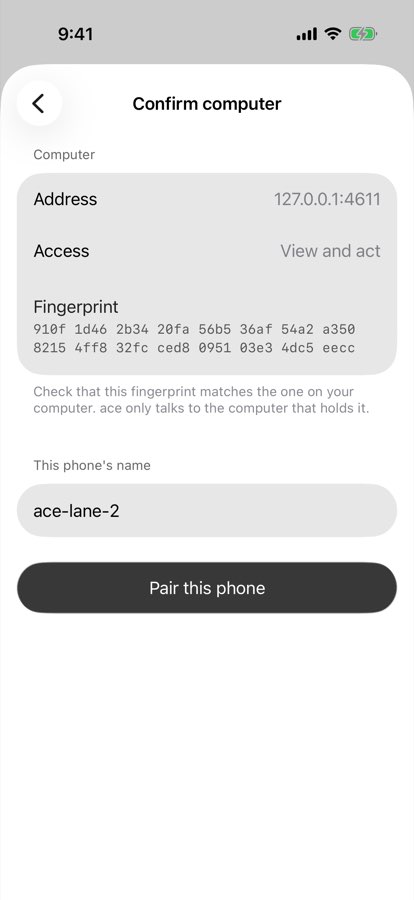 9:41
Confirm computer
Computer
Address 127.0.0.1:4611
Access View and act
Fingerprint
910f 1d46 2b34 20fa 56b5 36af 54a2 a350
8215 4ff8 32fc ced8 0951 03e3 4dc5 eecc
Check that this fingerprint matches the one on your
computer. ace only talks to the computer that holds it.
This phone's name
ace-lane-2
Pair this phone